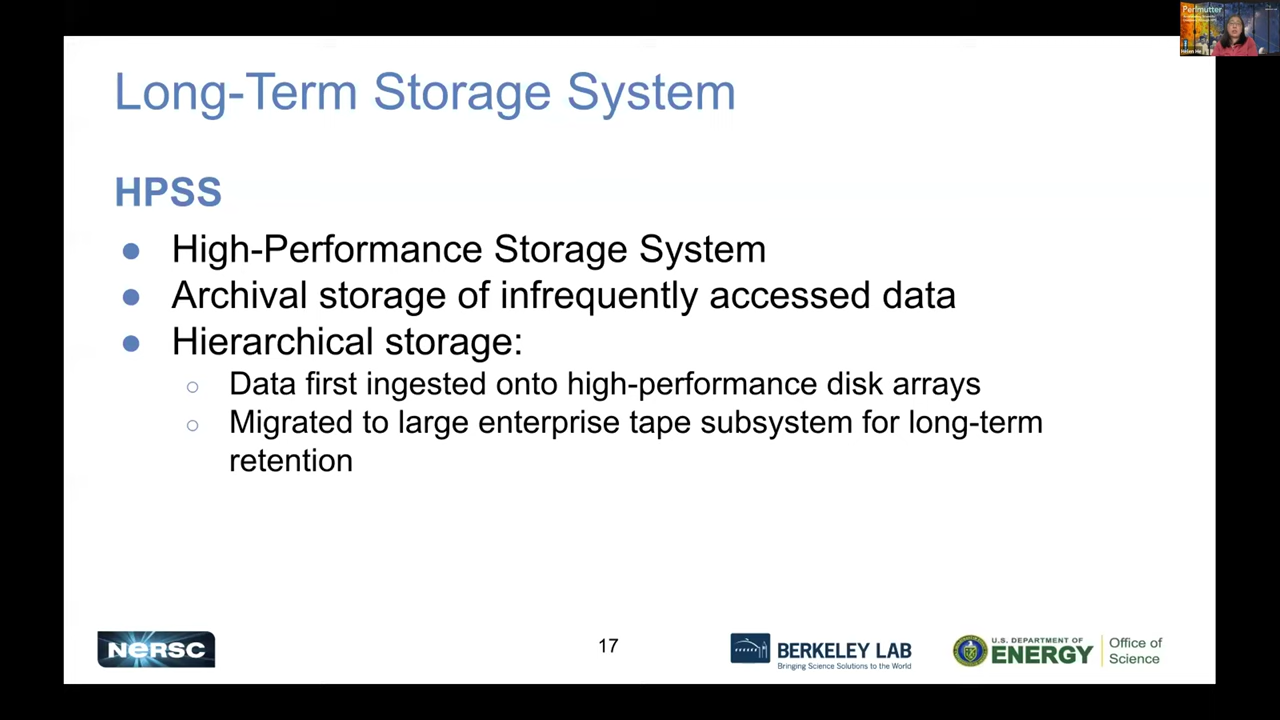 Perlmutter
Long-Term Storage System
HPSS
● High-Performance Storage System
● Archival storage of infrequently accessed data
● Hierarchical storage:
○ Data first ingested onto high-performance disk arrays
○ Migrated to large enterprise tape subsystem for long-term
retention
NERSC
17
BERKELEY LAB
Bringing Science Solutions to the World
U.S. DEPARTMENT OF
ENERGY
Office of
Science